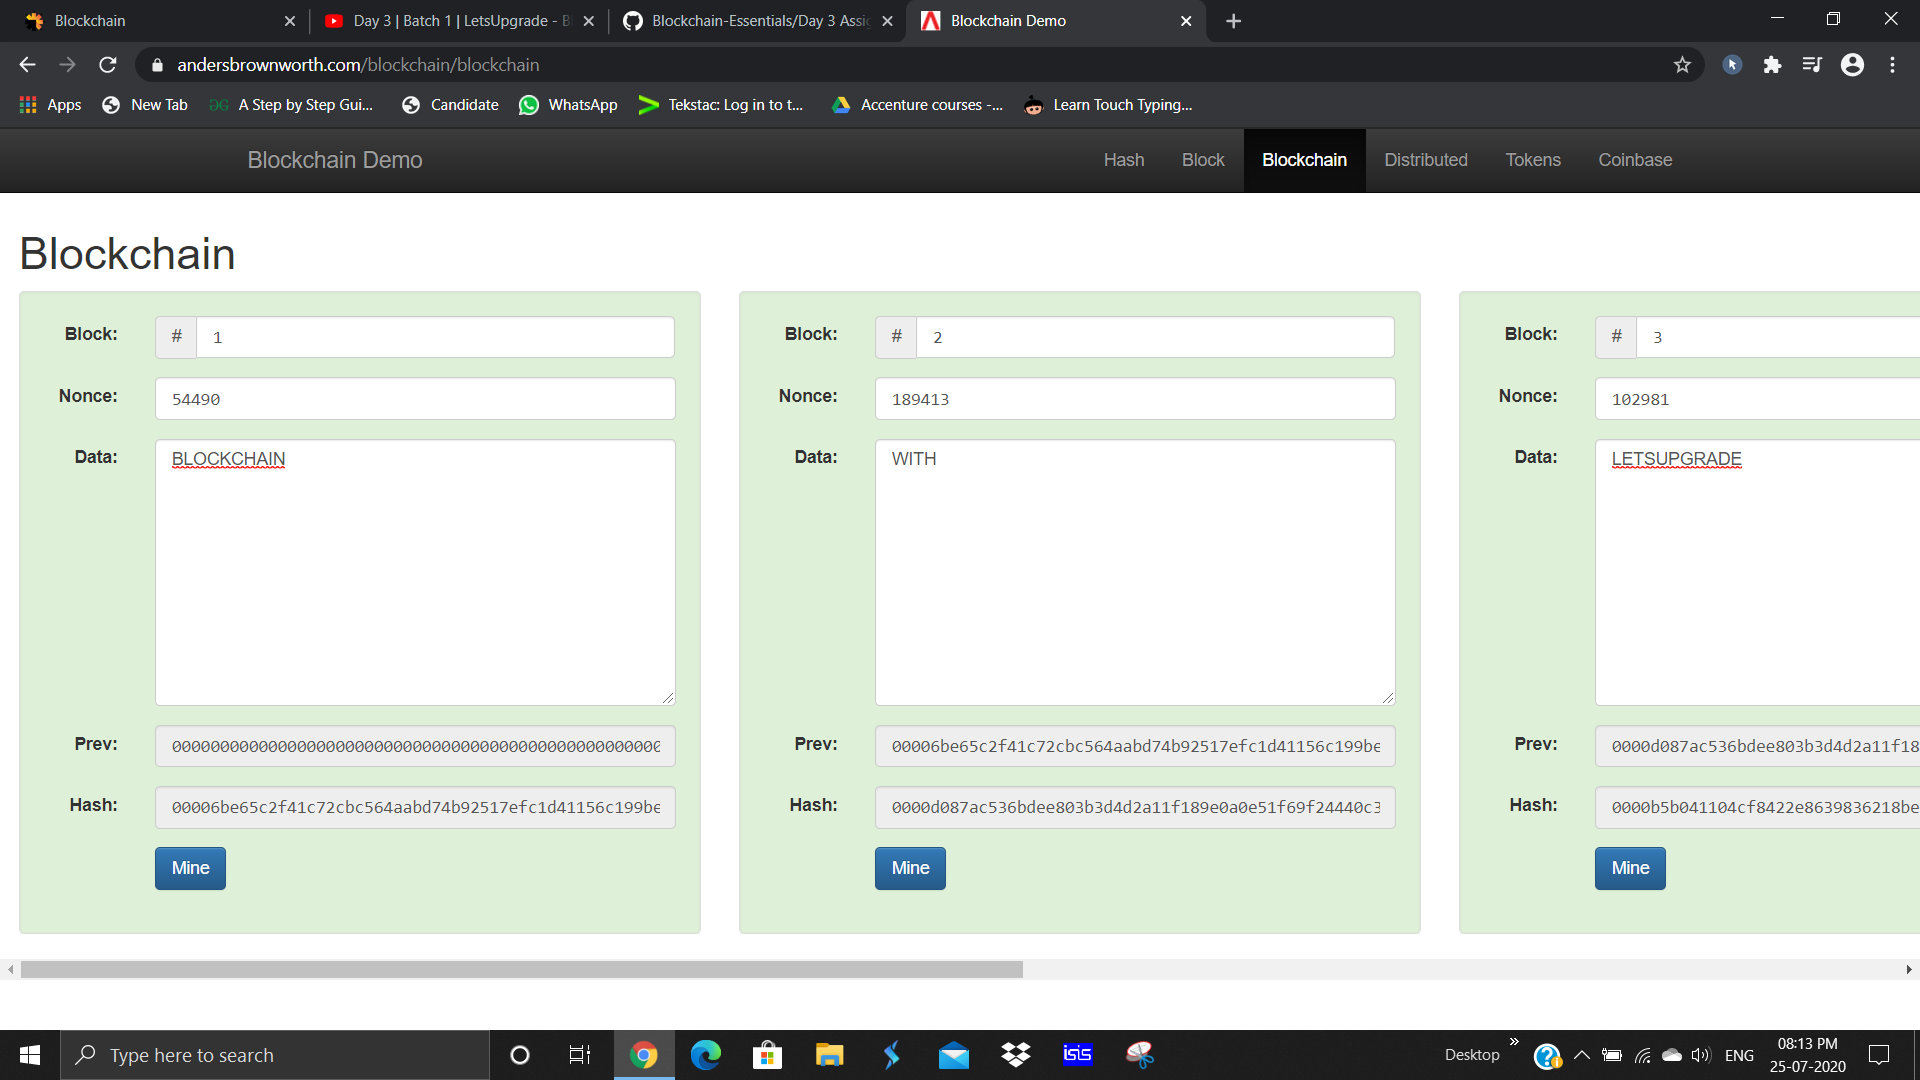 Blockchain
Day 3 | Batch 1 | LetsUpgrade - B
Blockchain-Essentials/Day 3 Assig
Blockchain Demo
andersbrownworth.com/blockchain/blockchain
Apps
New Tab
A Step by Step Gui...
Candidate
WhatsApp
Tekstac: Log in to t...
Accenture courses -...
Learn Touch Typing...
Blockchain Demo
Hash
Block
Blockchain
Distributed
Tokens
Coinbase
Blockchain
Block:
# 1
Nonce:
54490
Data:
BLOCKCHAIN
Prev:
000000000000000000000000000000000000000000000000000000000000
Hash:
00006be65c2f41c72cbc564aabd74b92517efc1d41156c199be
Mine
Block:
# 2
Nonce:
189413
Data:
WITH
Prev:
00006be65c2f41c72cbc564aabd74b92517efc1d41156c199be
Hash:
0000d087ac536bdee803b3d4d2a11f189e0a0e51f69f24440c3
Mine
Block:
# 3
Nonce:
102981
Data:
LETSUPGRADE
Prev:
0000d087ac536bdee803b3d4d2a11f18
Hash:
0000b5b041104cf8422e8639836218be
Mine
Type here to search
isis
Desktop
ENG
08:13 PM
25-07-2020